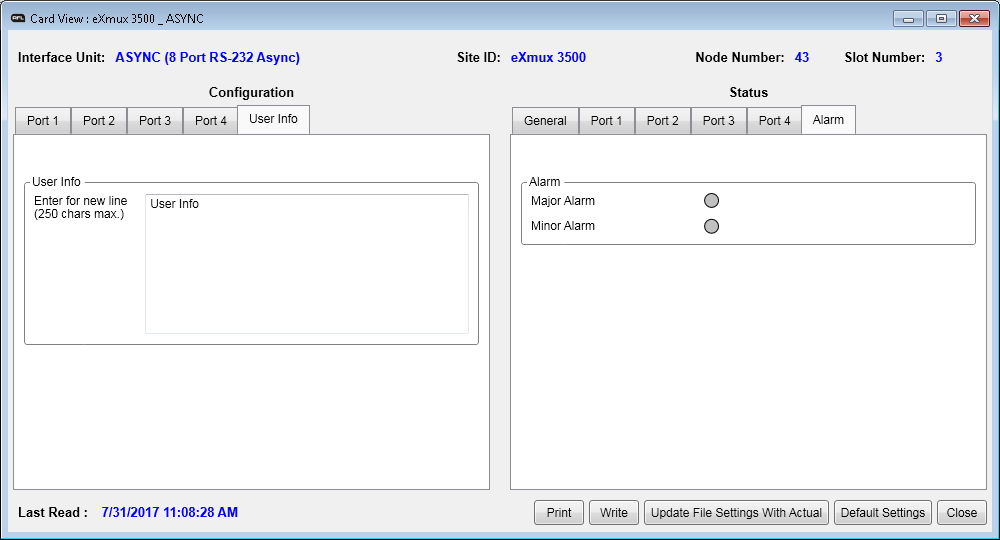 RFL Card View : eXmux 3500 _ ASYNC
Interface Unit: ASYNC (8 Port RS-232 Async) Site ID: eXmux 3500 Node Number: 43 Slot Number: 3
Configuration Status
Port 1 Port 2 Port 3 Port 4 User Info General Port 1 Port 2 Port 3 Port 4 Alarm
User Info Alarm
Enter for new line User Info Major Alarm
(250 chars max.)
Minor Alarm
Last Read : 7/31/2017 11:08:28 AM Print Write Update File Settings With Actual Default Settings Close